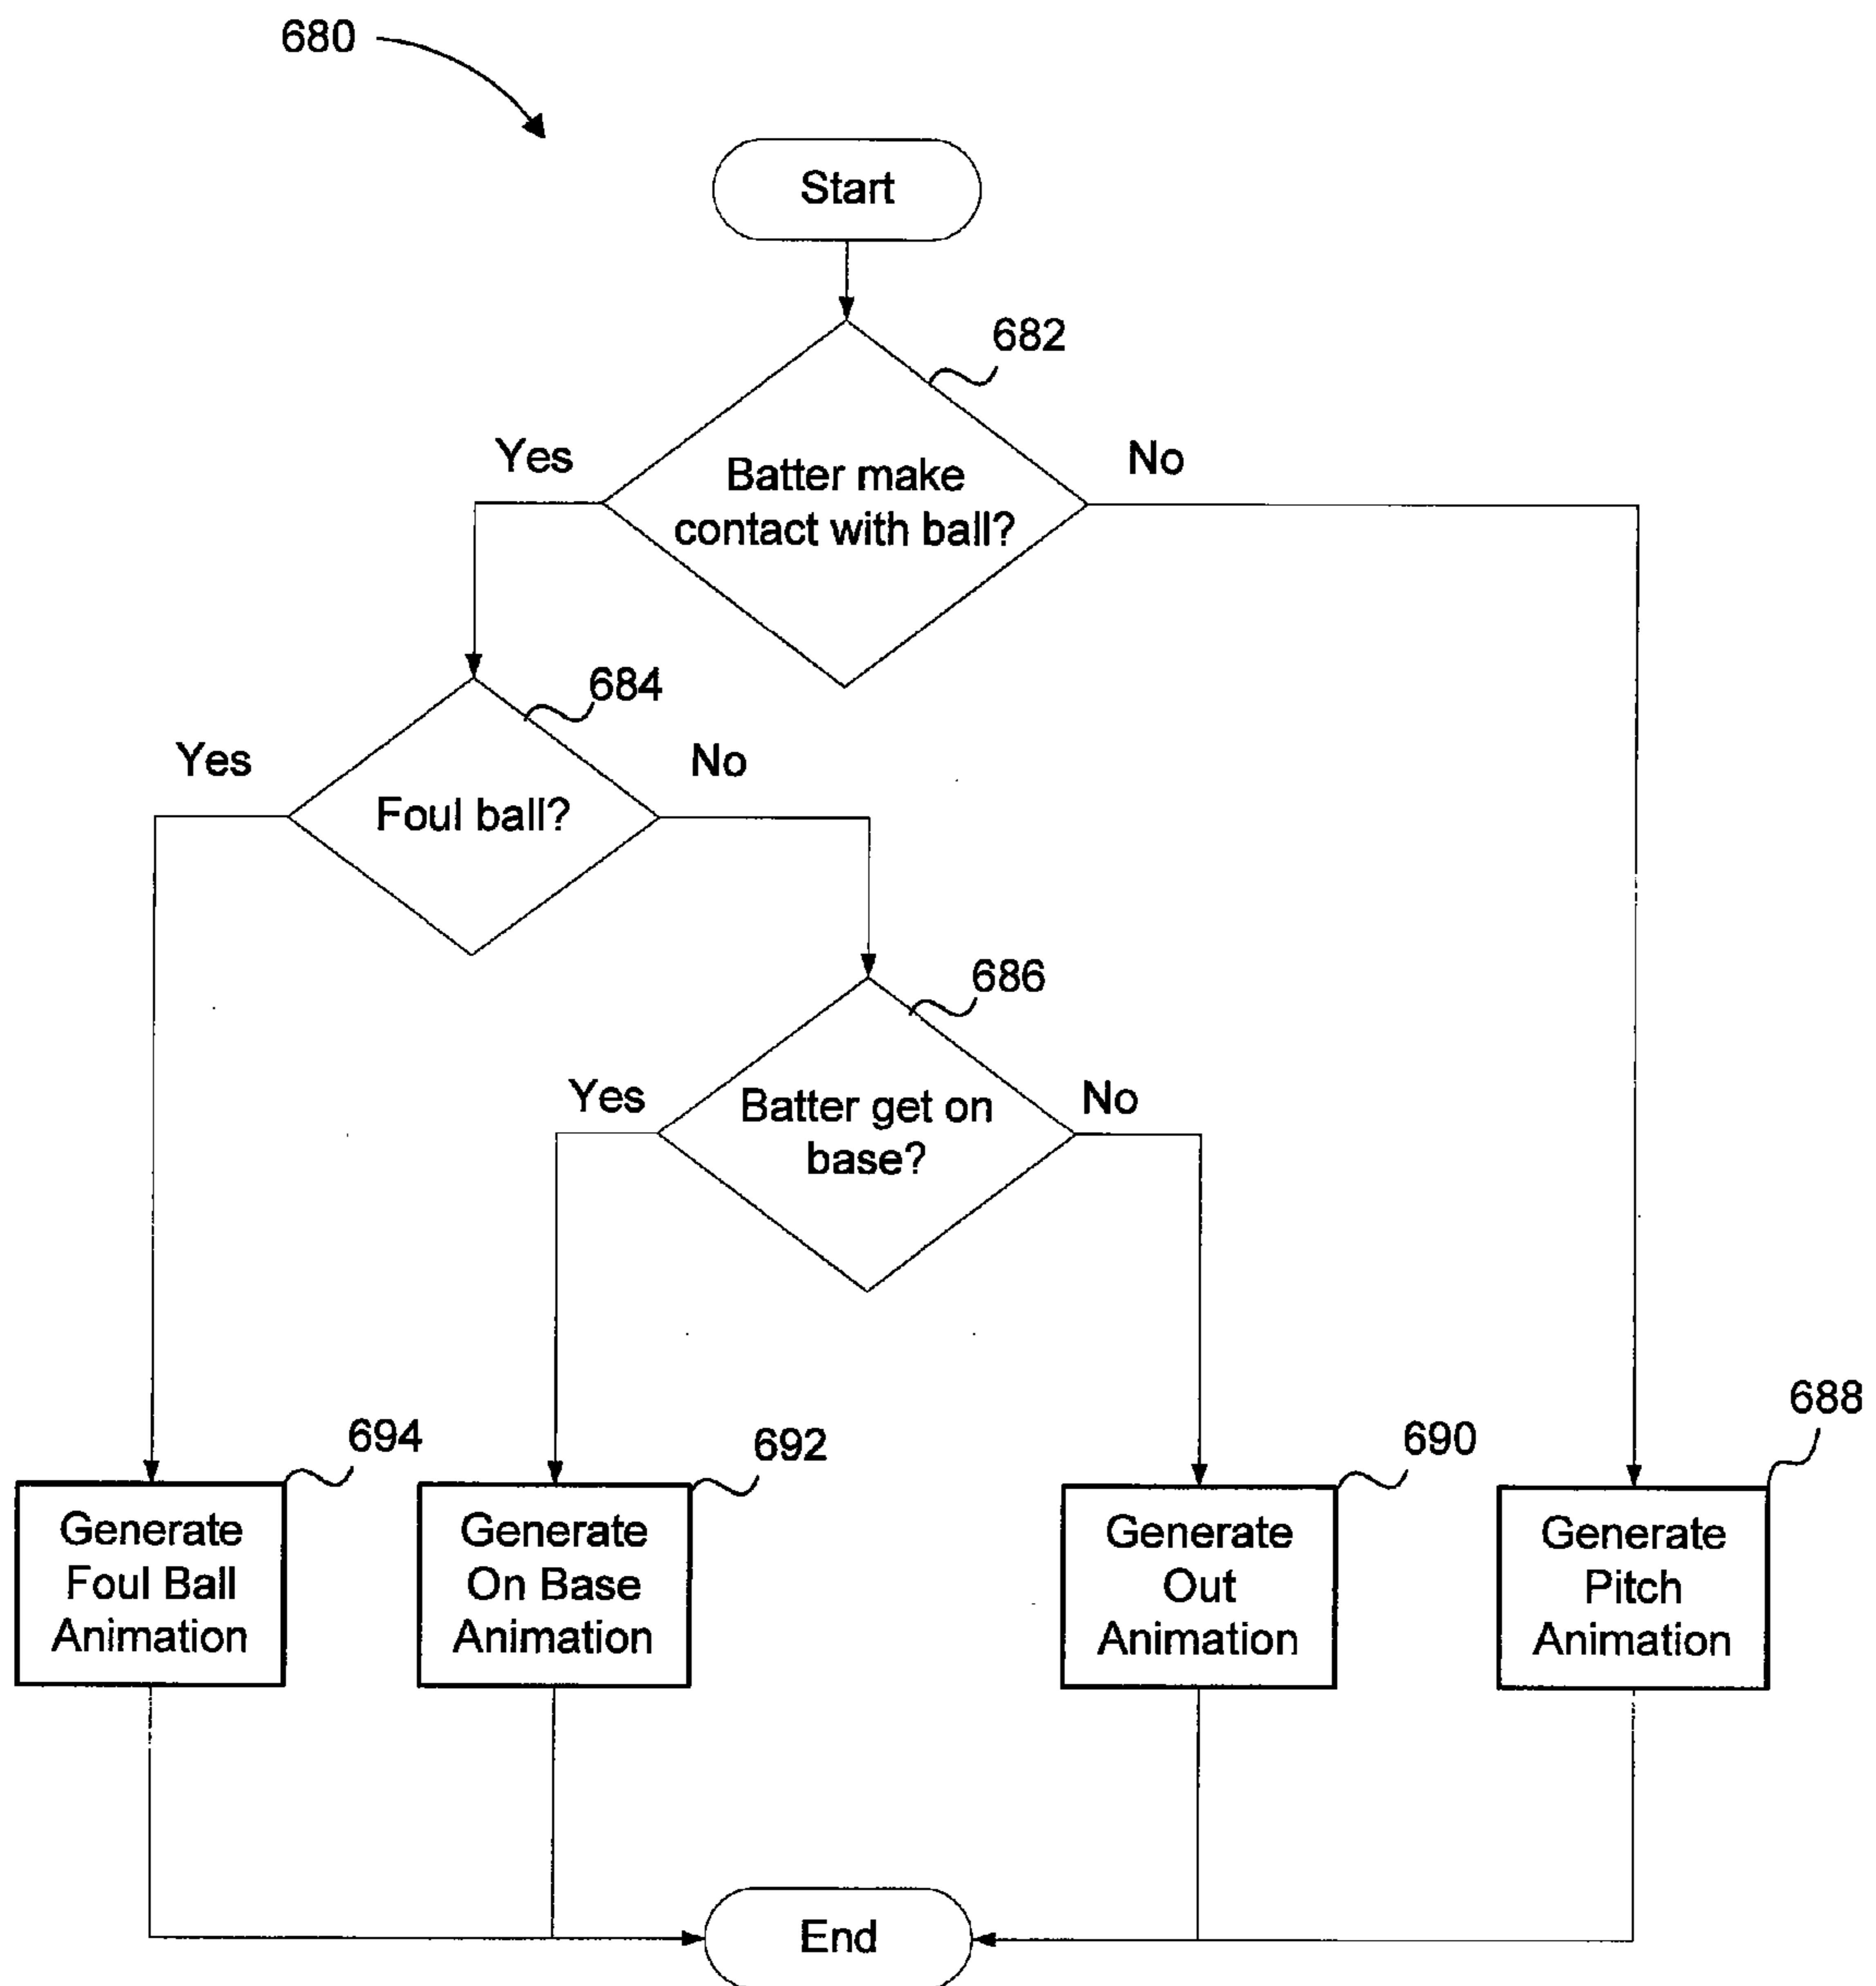 680
Start
682
Yes
No
Batter make
contact with ball?
684
Yes
No
Foul ball?
686
Yes
No
Batter get on
base?
694
692
690
688
Generate
Foul Ball
Animation
Generate
On Base
Animation
Generate
Out
Animation
Generate
Pitch
Animation
End